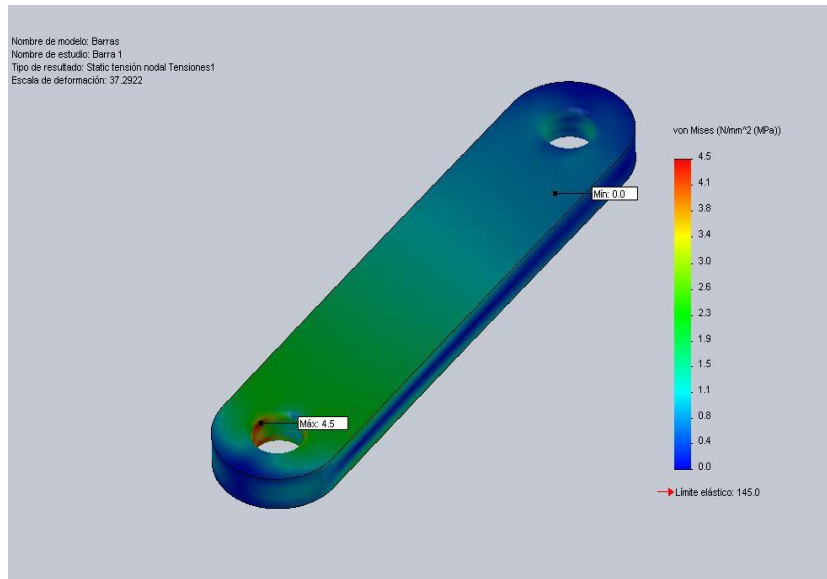 Nombre de modelo: Barras
Nombre de estudio: Barra 1
Tipo de resultado: Static tensión nodal Tensiones1
Escala de deformación: 37.2922
von Mises (N/mm^2 (MPa))
4.5
4.1
3.8
3.4
3.0
2.6
2.3
1.9
1.5
1.1
0.8
0.4
0.0
Límite elástico: 145.0
Mín: 0.0
Máx: 4.5